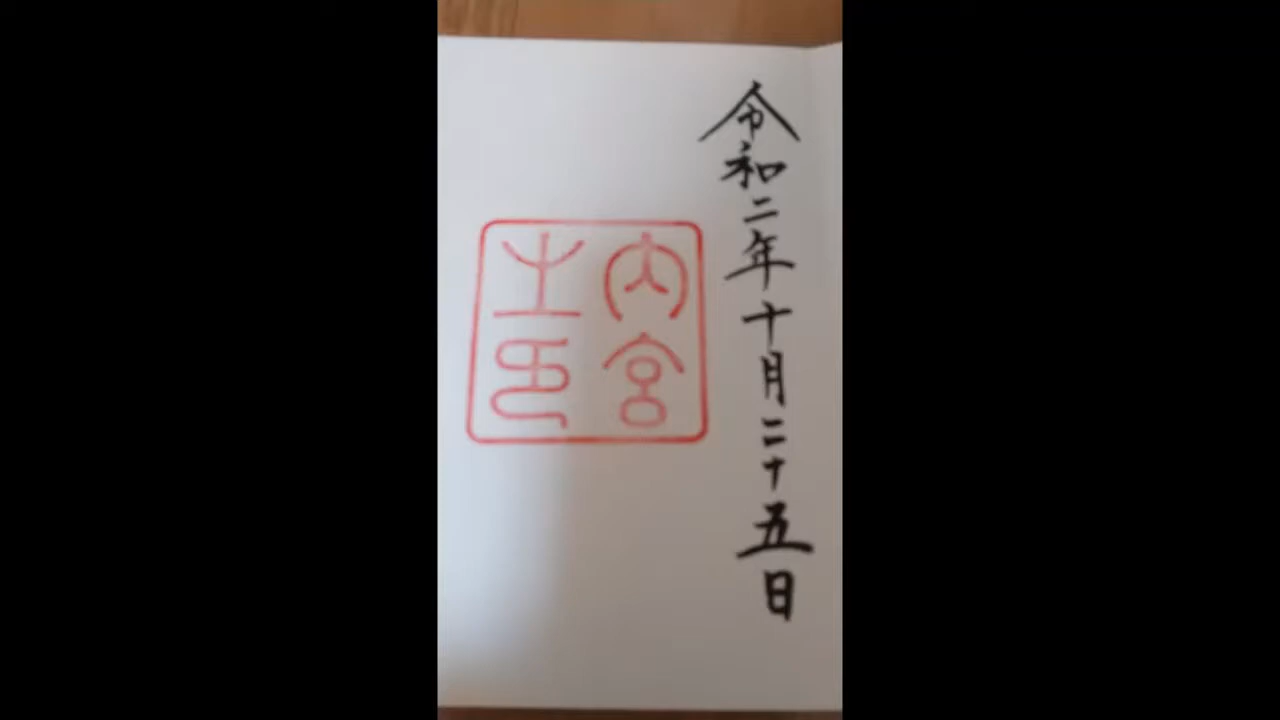 令和二年十月二十五日
内宮
之印